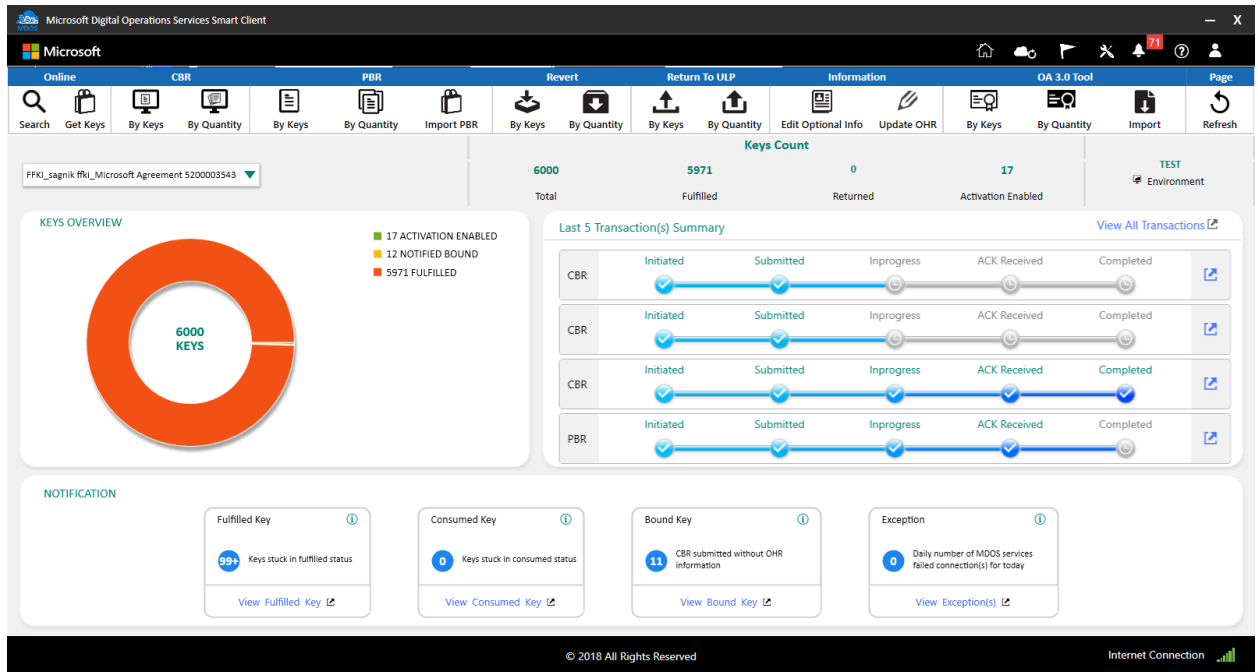 MDOS
Microsoft Digital Operations Services Smart Client
X
Microsoft
71
Online
CBR
PBR
Revert
Return To ULP
Information
OA 3.0 Tool
Page
Search
Get Keys
By Keys
By Quantity
By Keys
By Quantity
Import PBR
By Keys
By Quantity
By Keys
By Quantity
Edit Optional Info
Update OHR
By Keys
By Quantity
Import
Refresh
FFKI_sagnik ffki_Microsoft Agreement 5200003543
Keys Count
6000
5971
0
17
Total
Fulfilled
Returned
Activation Enabled
TEST
Environment
KEYS OVERVIEW
17 ACTIVATION ENABLED
12 NOTIFIED BOUND
5971 FULFILLED
6000
KEYS
Last 5 Transaction(s) Summary
View All Transactions
CBR
Initiated
Submitted
Inprogress
ACK Received
Completed
CBR
Initiated
Submitted
Inprogress
ACK Received
Completed
CBR
Initiated
Submitted
Inprogress
ACK Received
Completed
PBR
Initiated
Submitted
Inprogress
ACK Received
Completed
NOTIFICATION
Fulfilled Key
99+
Keys stuck in fulfilled status
View Fulfilled Key
Consumed Key
0
Keys stuck in consumed status
View Consumed Key
Bound Key
11
CBR submitted without OHR
information
View Bound Key
Exception
0
Daily number of MDOS services
failed connection(s) for today
View Exception(s)
© 2018 All Rights Reserved
Internet Connection